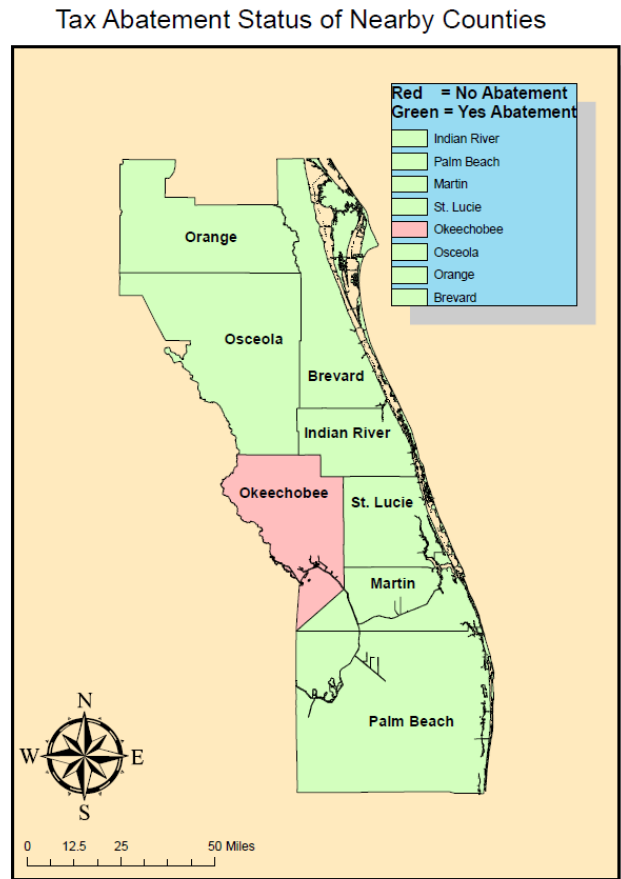 Tax Abatement Status of Nearby Counties
Red = No Abatement
Green = Yes Abatement
Indian River
Palm Beach
Martin
St. Lucie
Okeechobee
Osceola
Orange
Brevard
Orange
Osceola
Brevard
Indian River
Okeechobee
St. Lucie
Martin
Palm Beach
N
W E
S
0 12.5 25 50 Miles